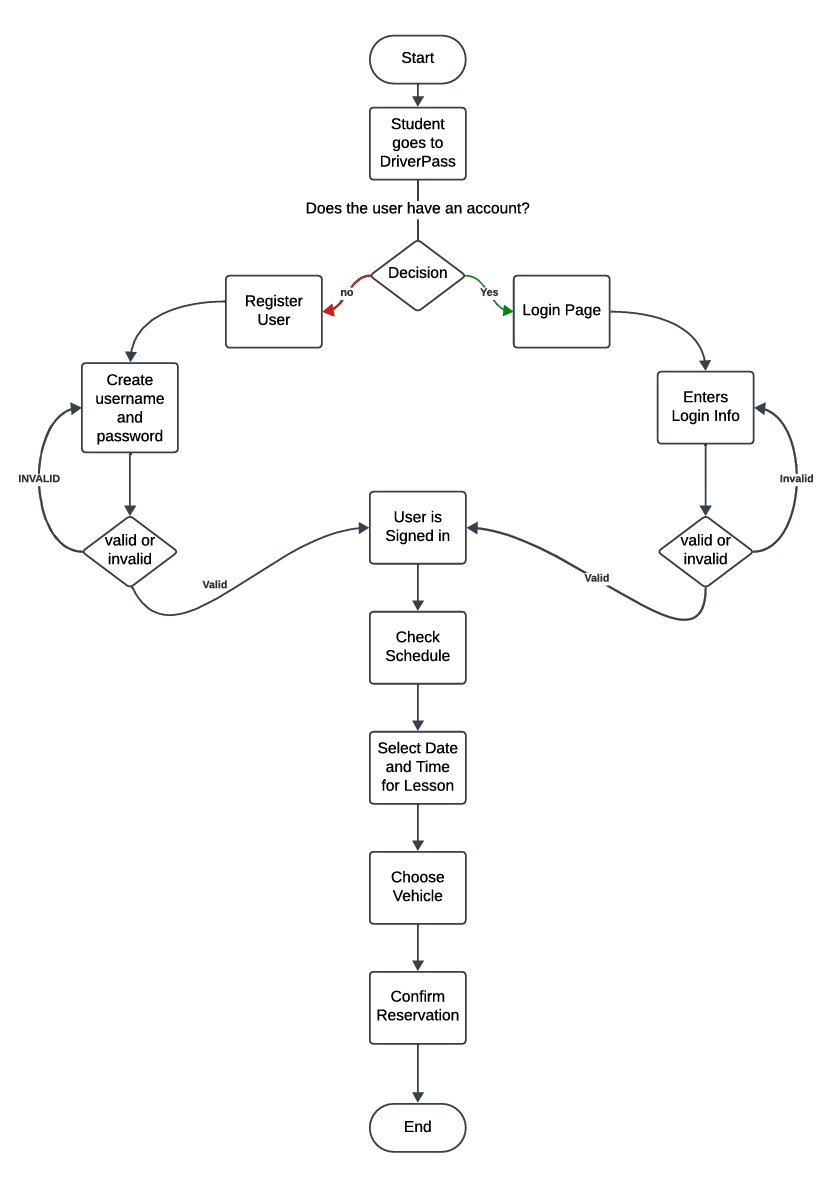 Start
Student
goes to
DriverPass
Does the user have an account?
Decision
no
Yes
Register
User
Login Page
Create
username
and
password
Enters
Login Info
INVALID
Invalid
valid or
invalid
valid or
invalid
User is
Signed in
Valid
Valid
Check
Schedule
Select Date
and Time
for Lesson
Choose
Vehicle
Confirm
Reservation
End